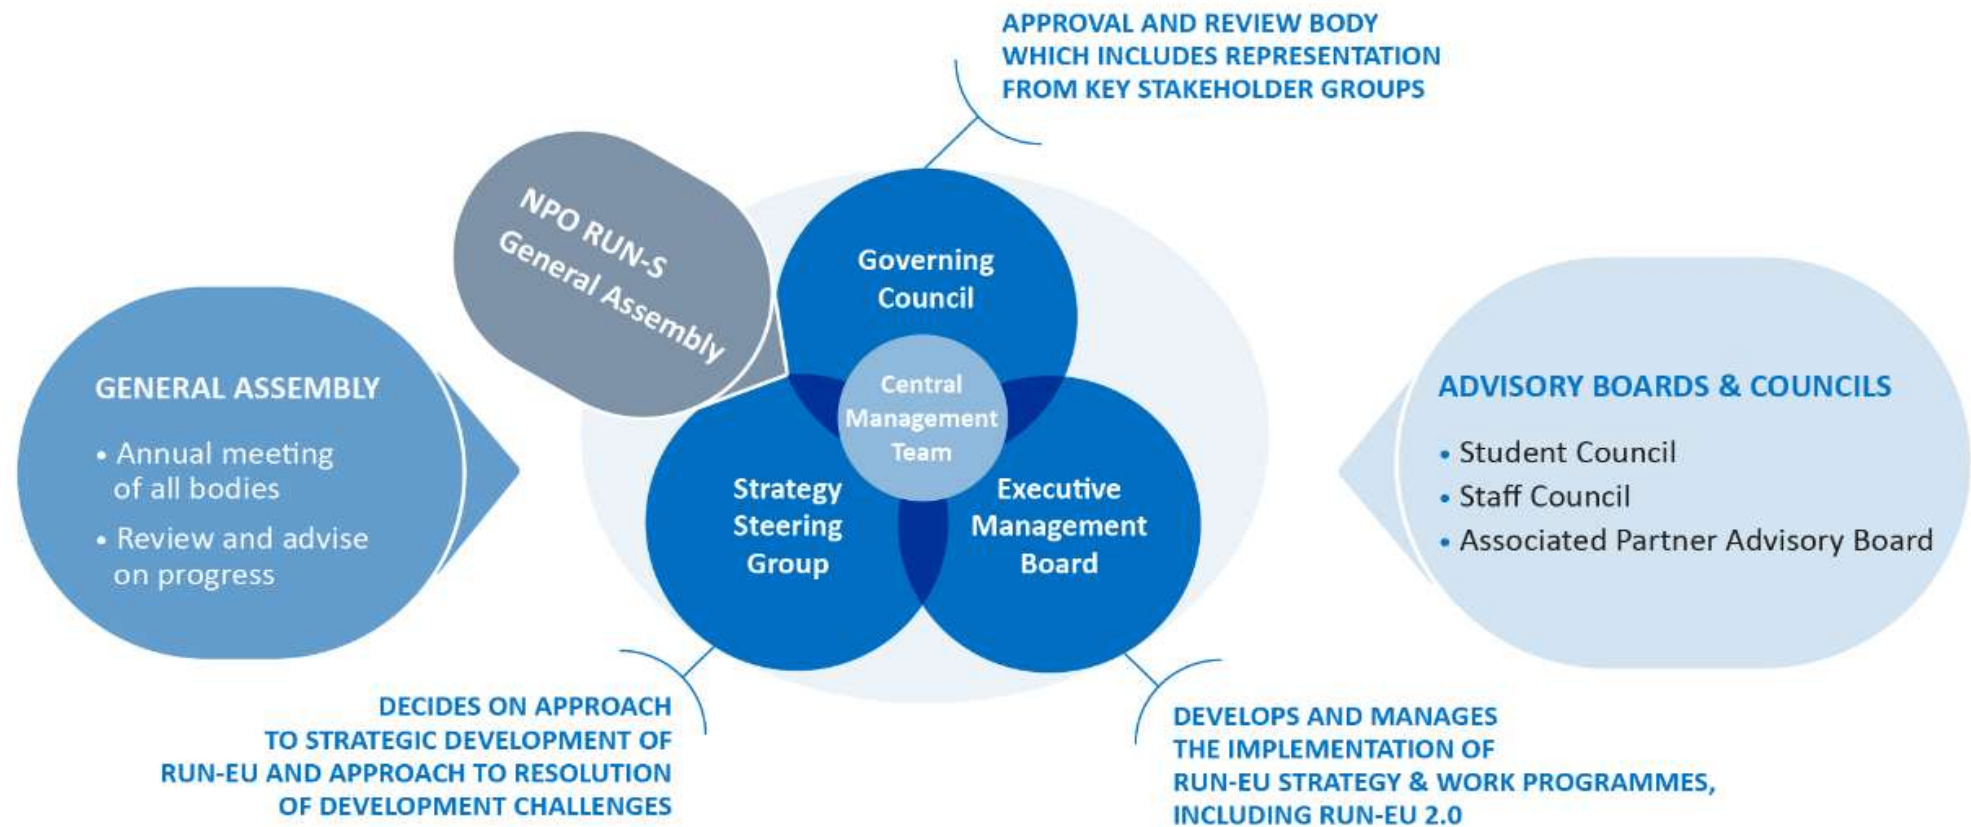 APPROVAL AND REVIEW BODY
WHICH INCLUDES REPRESENTATION
FROM KEY STAKEHOLDER GROUPS
NPO RUN-S
General Assembly
Governing
Council
Central
Management
Team
Strategy
Steering
Group
Executive
Management
Board
GENERAL ASSEMBLY
• Annual meeting
of all bodies
• Review and advise
on progress
ADVISORY BOARDS & COUNCILS
• Student Council
• Staff Council
• Associated Partner Advisory Board
DECIDES ON APPROACH
TO STRATEGIC DEVELOPMENT OF
RUN-EU AND APPROACH TO RESOLUTION
OF DEVELOPMENT CHALLENGES
DEVELOPS AND MANAGES
THE IMPLEMENTATION OF
RUN-EU STRATEGY & WORK PROGRAMMES,
INCLUDING RUN-EU 2.0